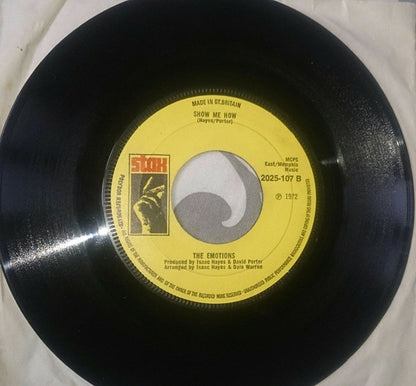 MADE IN GT. BRITAIN
SHOW ME HOW
(Hayes/Porter)
stax
MCPS
East/Memphis
Music
2025-107 B
℗ 1972
THE EMOTIONS
Produced by Isaac Hayes & David Porter
Arranged by Isaac Hayes & Dale Warren